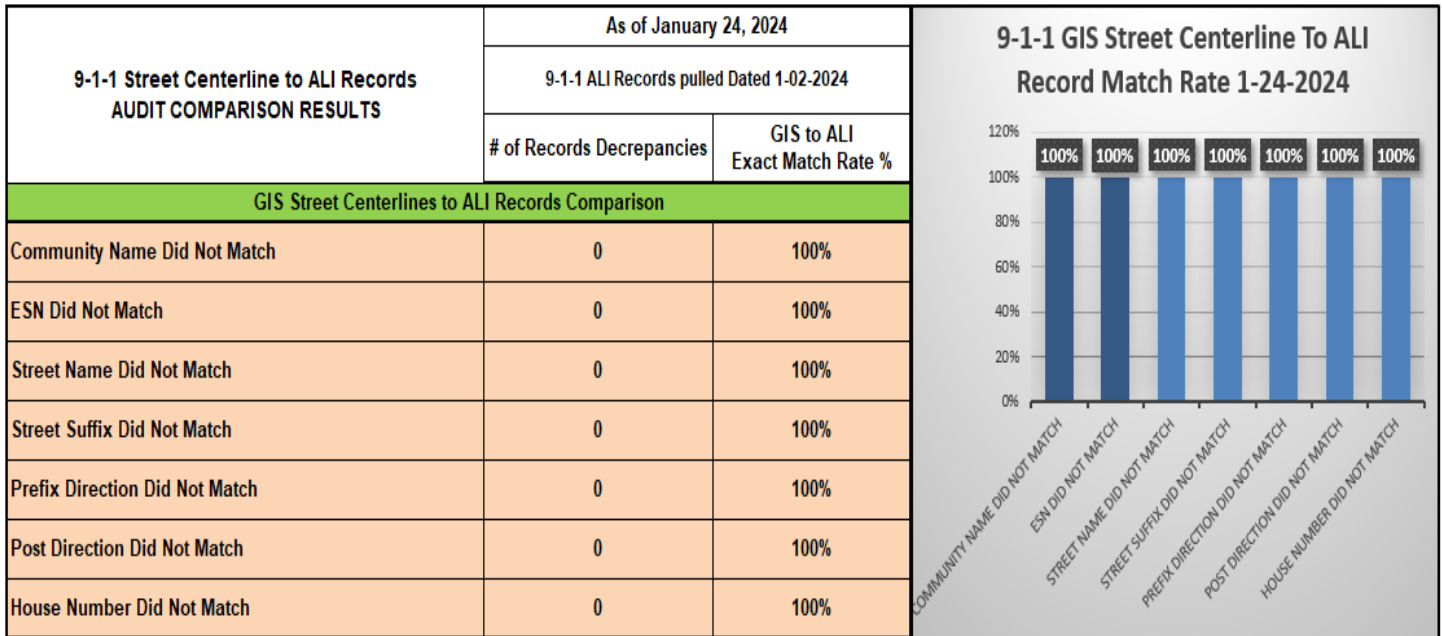 9-1-1 Street Centerline to ALI Records
AUDIT COMPARISON RESULTS
As of January 24, 2024
9-1-1 ALI Records pulled Dated 1-02-2024
# of Records Decrepancies
GIS to ALI
Exact Match Rate %
GIS Street Centerlines to ALI Records Comparison
Community Name Did Not Match 0 100%
ESN Did Not Match 0 100%
Street Name Did Not Match 0 100%
Street Suffix Did Not Match 0 100%
Prefix Direction Did Not Match 0 100%
Post Direction Did Not Match 0 100%
House Number Did Not Match 0 100%
9-1-1 GIS Street Centerline To ALI
Record Match Rate 1-24-2024
120%
100% 100% 100% 100% 100% 100% 100%
100%
80%
60%
40%
20%
0%
COMMUNITY NAME DID NOT MATCH
ESN DID NOT MATCH
STREET NAME DID NOT MATCH
STREET SUFFIX DID NOT MATCH
PREFIX DIRECTION DID NOT MATCH
POST DIRECTION DID NOT MATCH
HOUSE NUMBER DID NOT MATCH